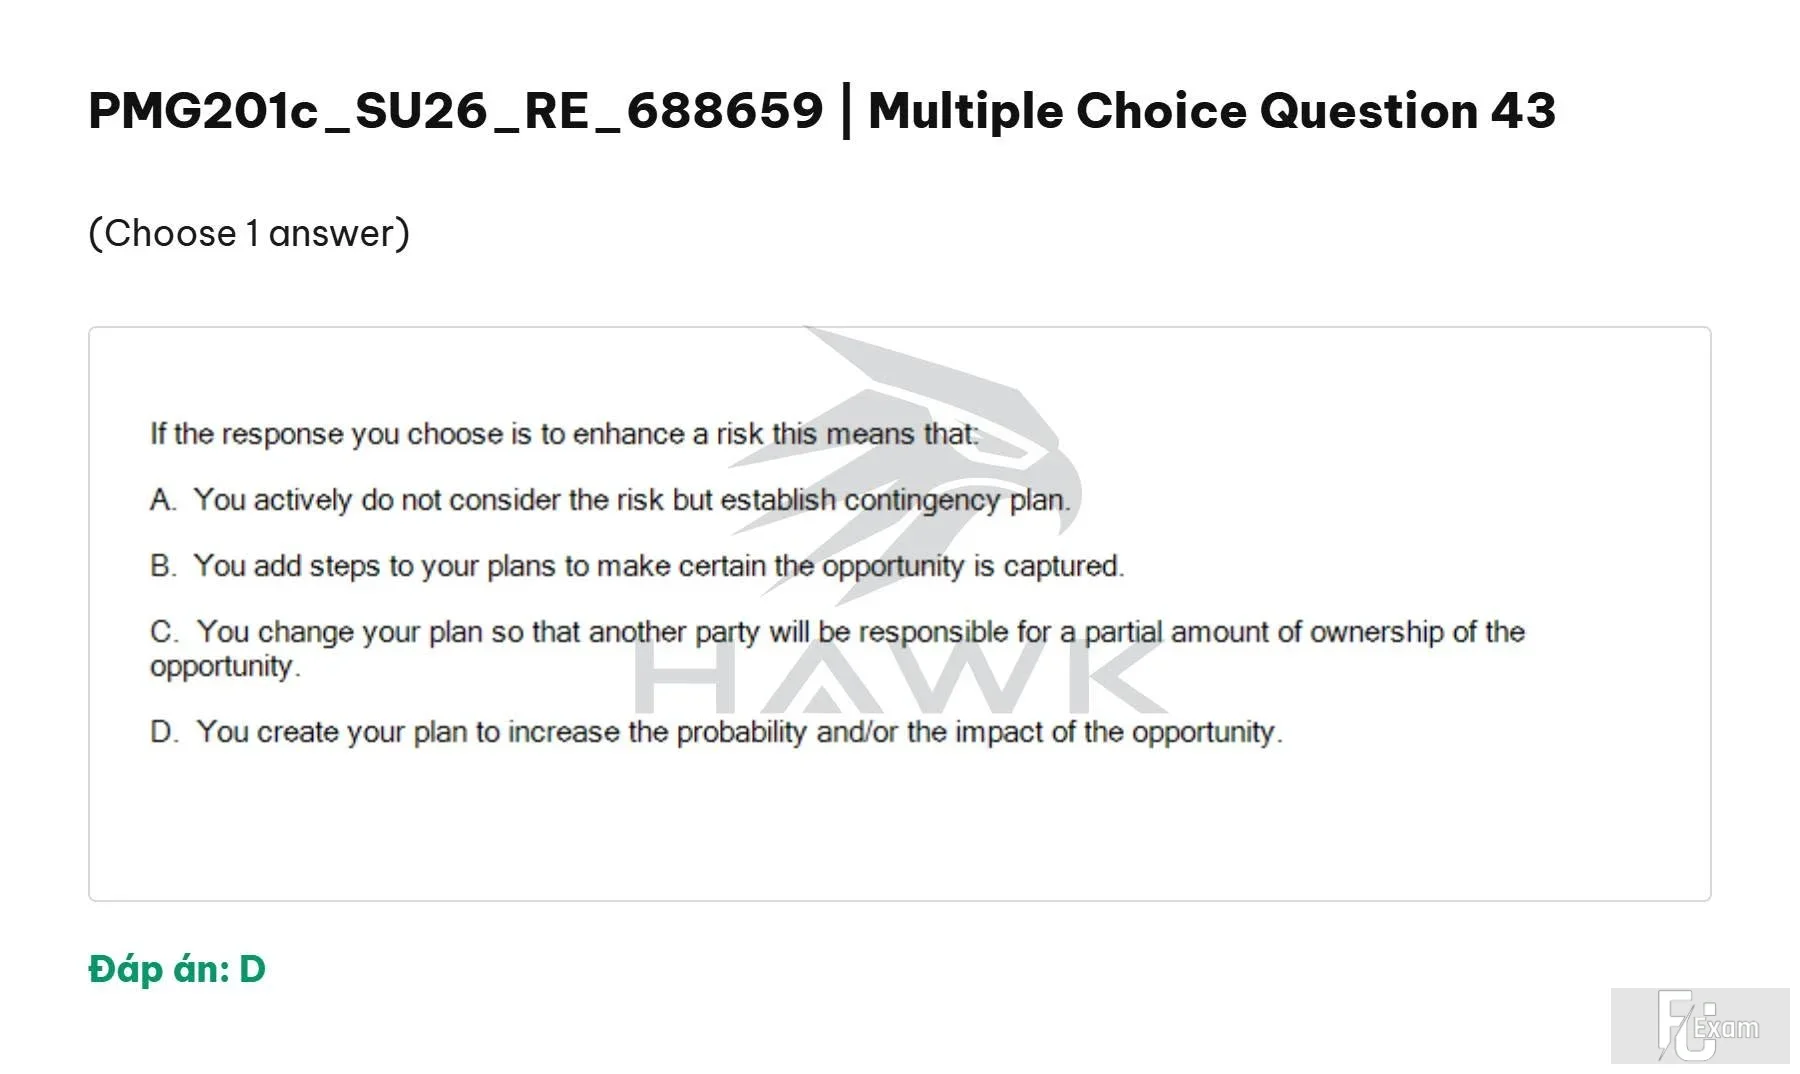 PMG201c_SU26_RE_688659 | Multiple Choice Question 43
(Choose 1 answer)
If the response you choose is to enhance a risk this means that:
A. You actively do not consider the risk but establish contingency plan.
B. You add steps to your plans to make certain the opportunity is captured.
C. You change your plan so that another party will be responsible for a partial amount of ownership of the
opportunity.
HAWK
D. You create your plan to increase the probability and/or the impact of the opportunity.
Đáp án: D
FU Exam